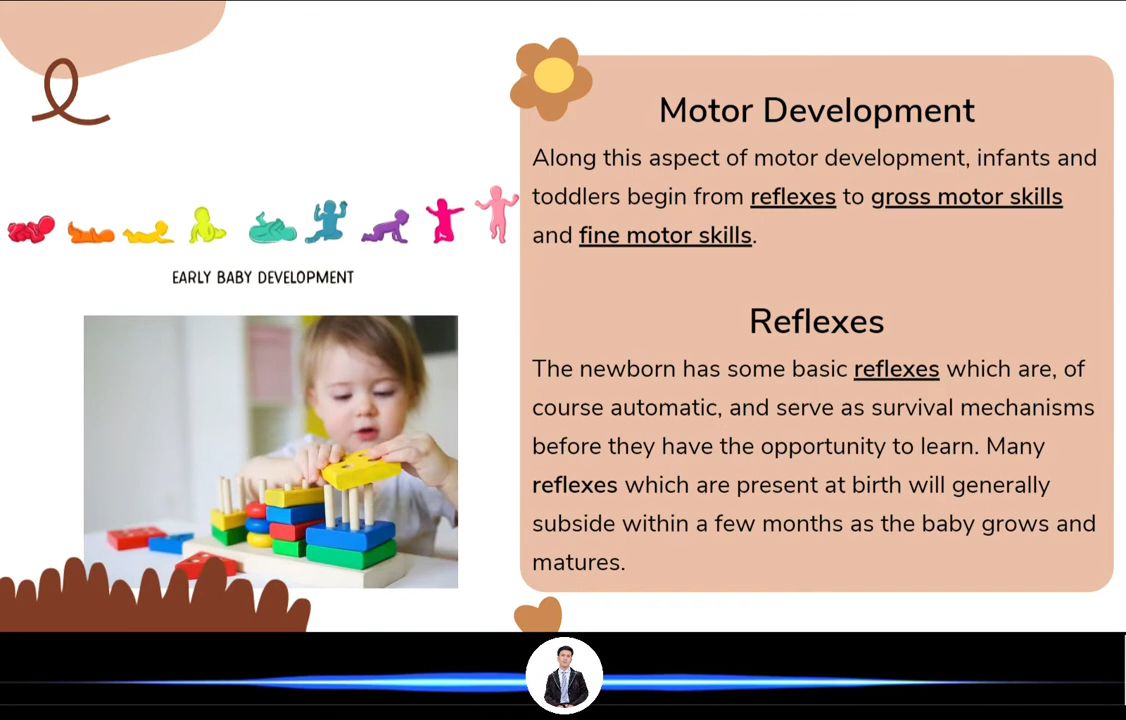 EARLY BABY DEVELOPMENT
Motor Development
Along this aspect of motor development, infants and
toddlers begin from reflexes to gross motor skills
and fine motor skills.
Reflexes
The newborn has some basic reflexes which are, of
course automatic, and serve as survival mechanisms
before they have the opportunity to learn. Many
reflexes which are present at birth will generally
subside within a few months as the baby grows and
matures.